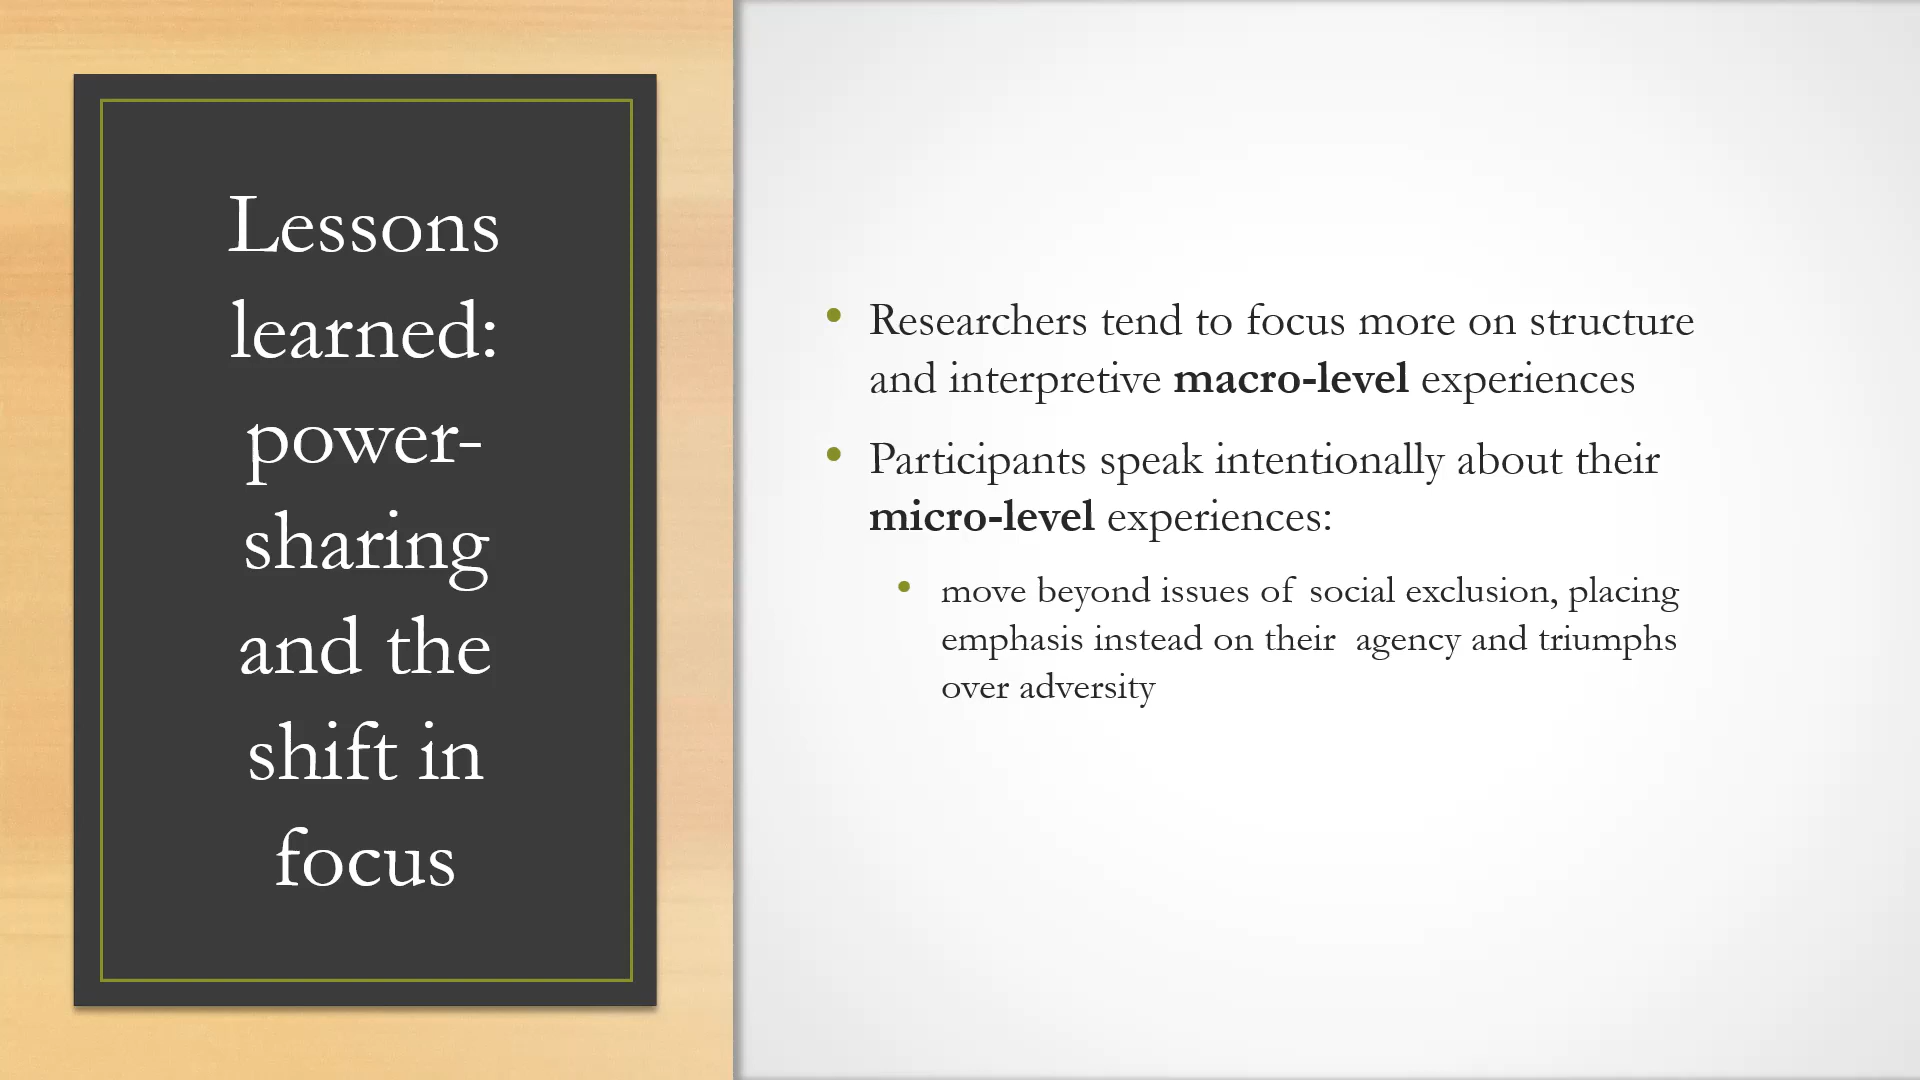 Lessons
learned:
power-
sharing
and the
shift in
focus
• Researchers tend to focus more on structure
and interpretive macro-level experiences
• Participants speak intentionally about their
micro-level experiences:
• move beyond issues of social exclusion, placing
emphasis instead on their agency and triumphs
over adversity